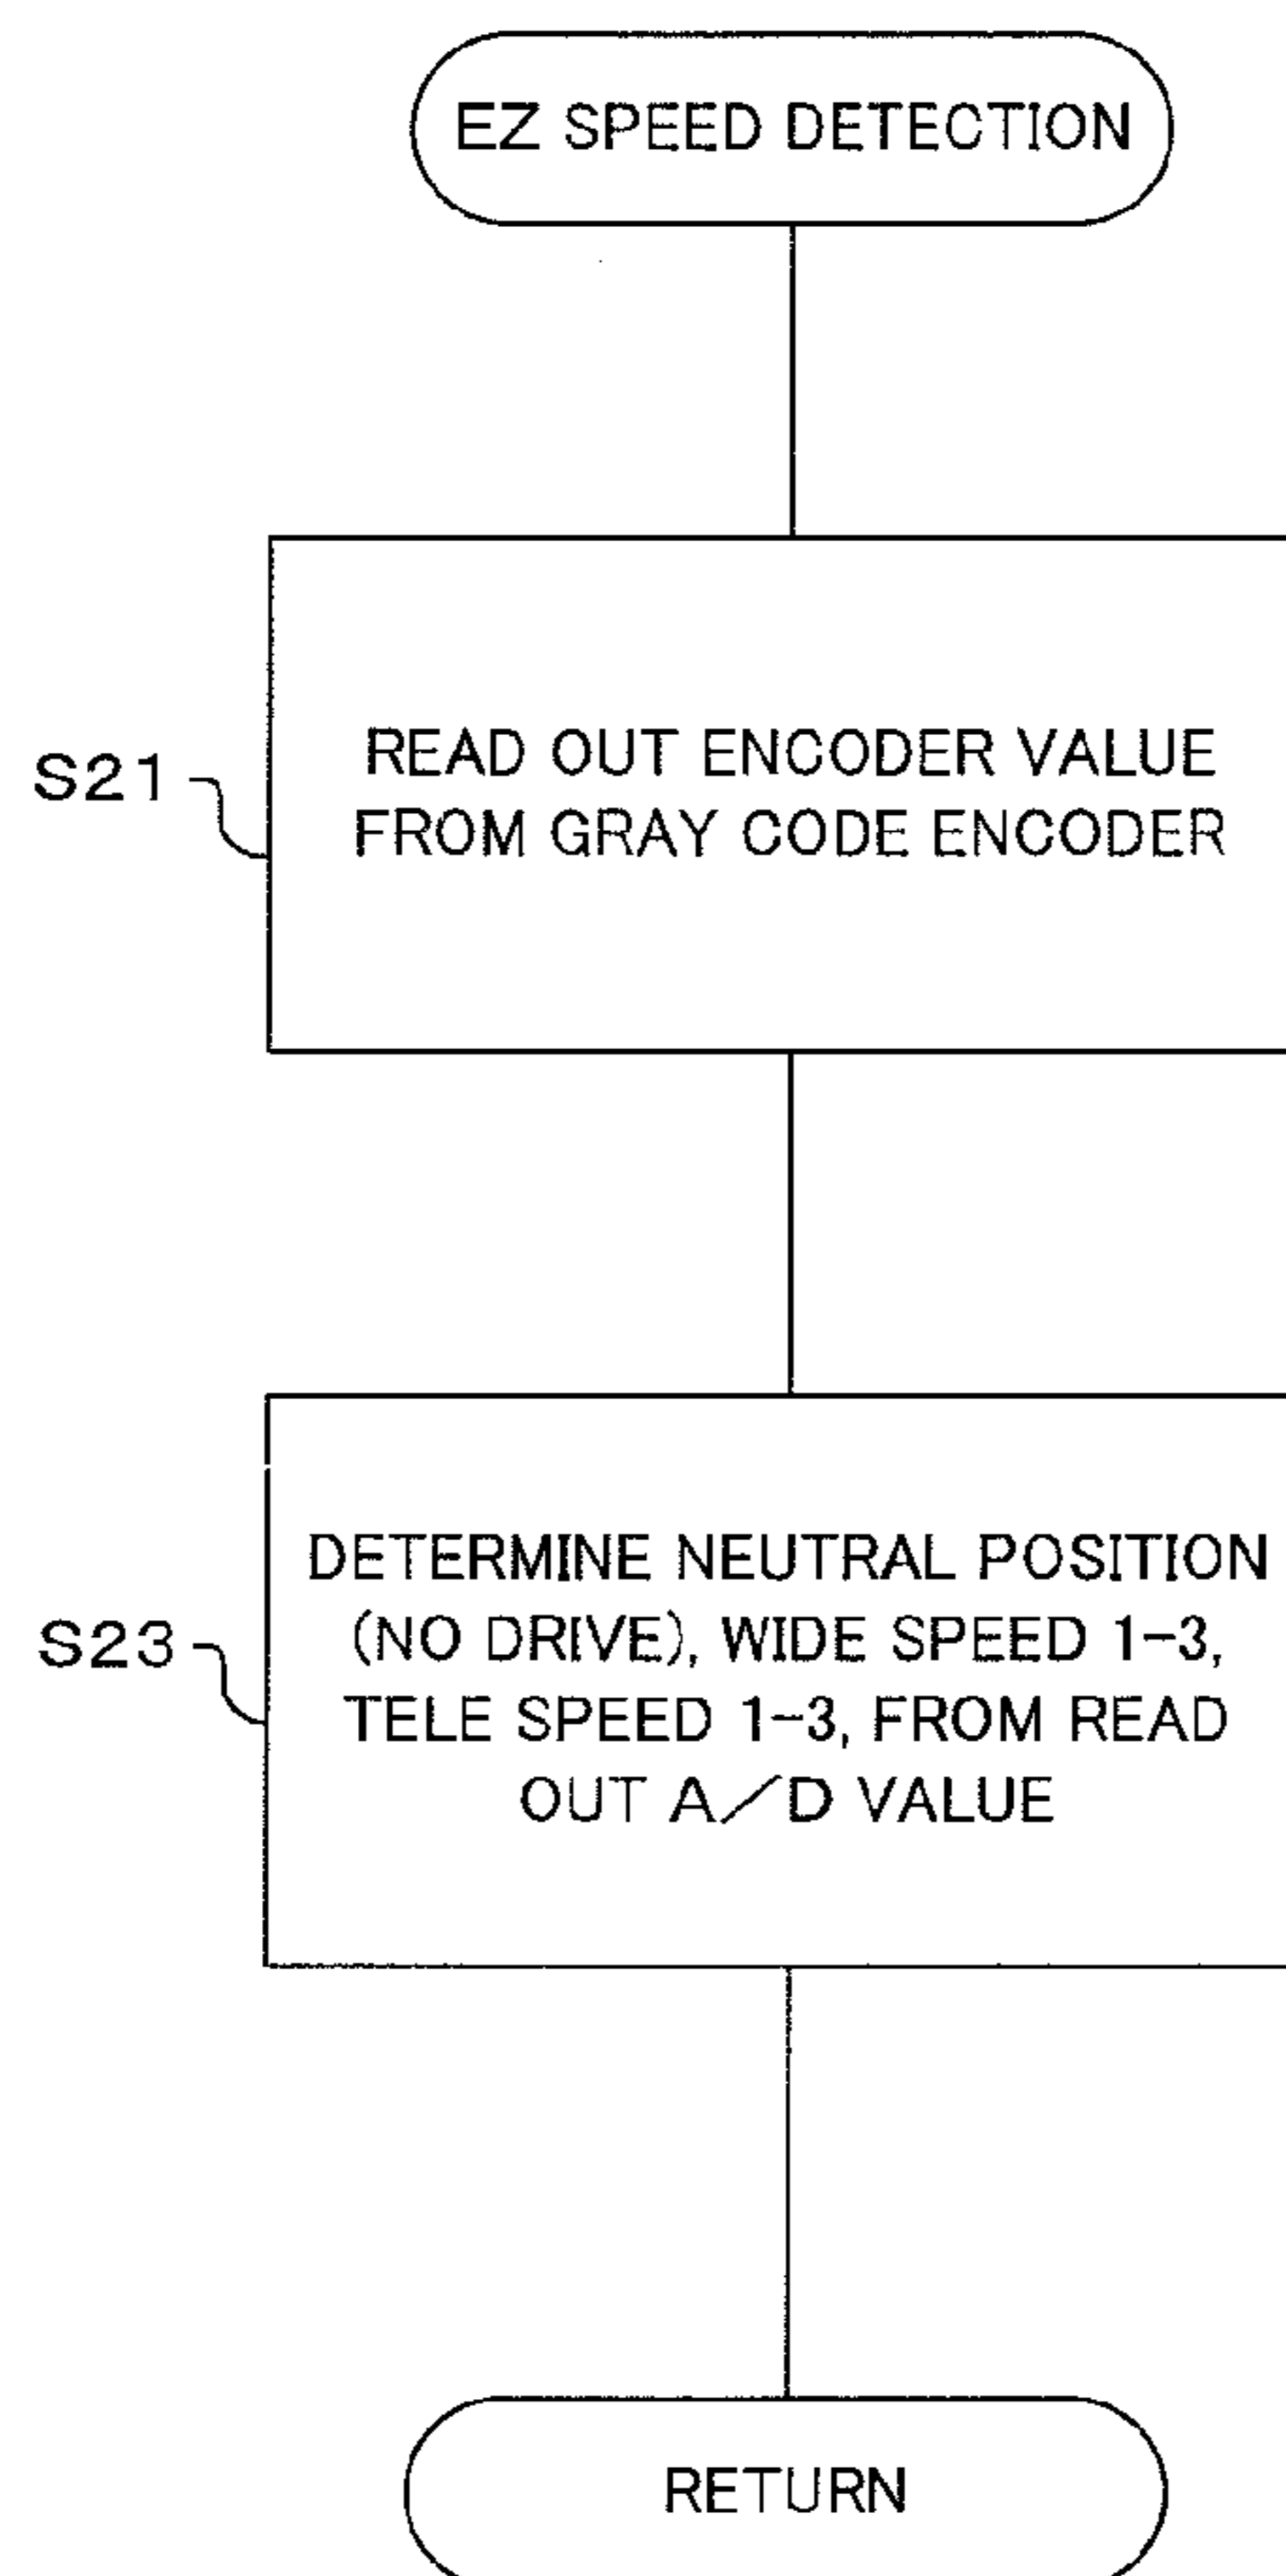 EZ SPEED DETECTION
S21
READ OUT ENCODER VALUE
FROM GRAY CODE ENCODER
S23
DETERMINE NEUTRAL POSITION
(NO DRIVE), WIDE SPEED 1-3,
TELE SPEED 1-3, FROM READ
OUT A/D VALUE
RETURN